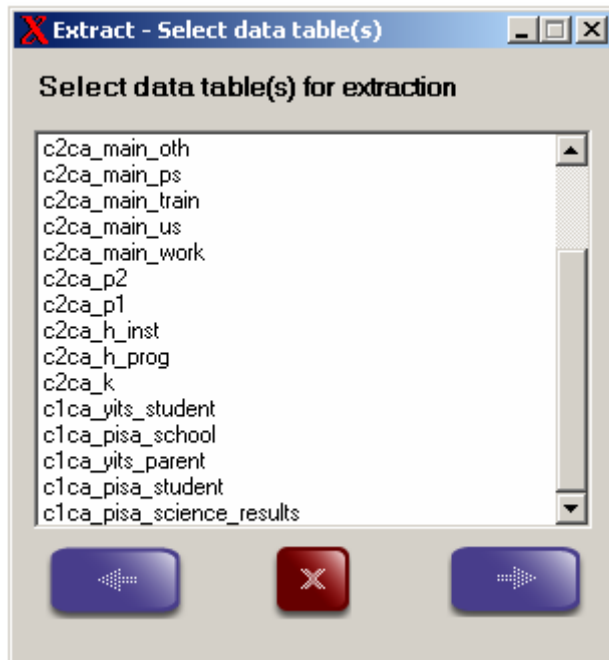 Extract - Select data table(s)
Select data table(s) for extraction
c2ca_main_oth
c2ca_main_ps
c2ca_main_train
c2ca_main_us
c2ca_main_work
c2ca_p2
c2ca_p1
c2ca_h_inst
c2ca_h_prog
c2ca_k
c1ca_yits_student
c1ca_pisa_school
c1ca_yits_parent
c1ca_pisa_student
c1ca_pisa_science_results